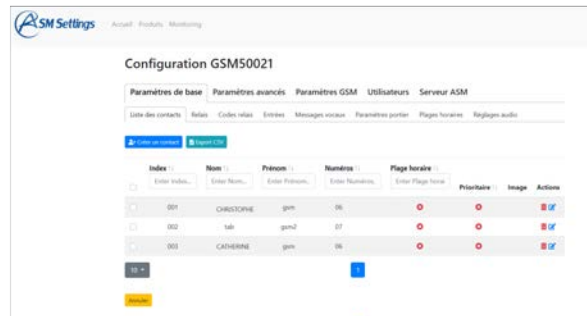 ASM Settings
Accueil Produits Monitoring
Configuration GSM50021
Paramètres de base Paramètres avancés Paramètres GSM Utilisateurs Serveur ASM
Liste des contacts Relais Codes relais Entrées Messages vocaux Paramètres portier Plages horaires Réglages audio
Créer un contact Export CSV
Index Nom Prénom Numéros Plage horaire Prioritaire Image Actions
Enter Index... Enter Nom... Enter Prénom... Enter Numéros. Enter Plage horai
001 CHRISTOPHE gsm 06
002 tab gsm2 07
003 CATHERINE gsm 06
10 1
Annuler